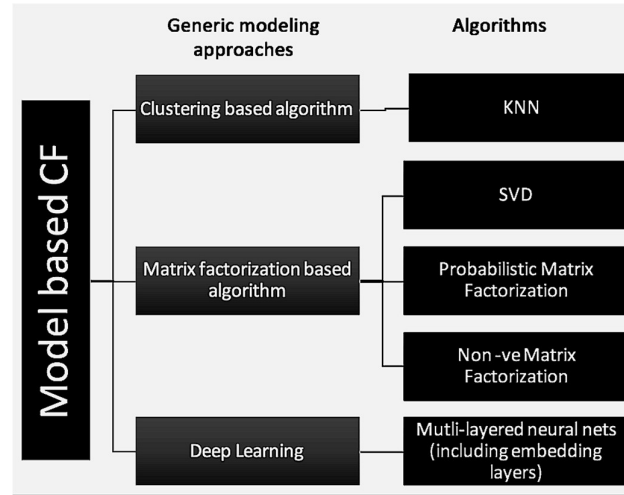 Generic modeling
approaches
Algorithms
Model based CF
Clustering based algorithm
KNN
Matrix factorization based
algorithm
SVD
Probabilistic Matrix
Factorization
Non -ve Matrix
Factorization
Deep Learning
Mutli-layered neural nets
(including embedding
layers)